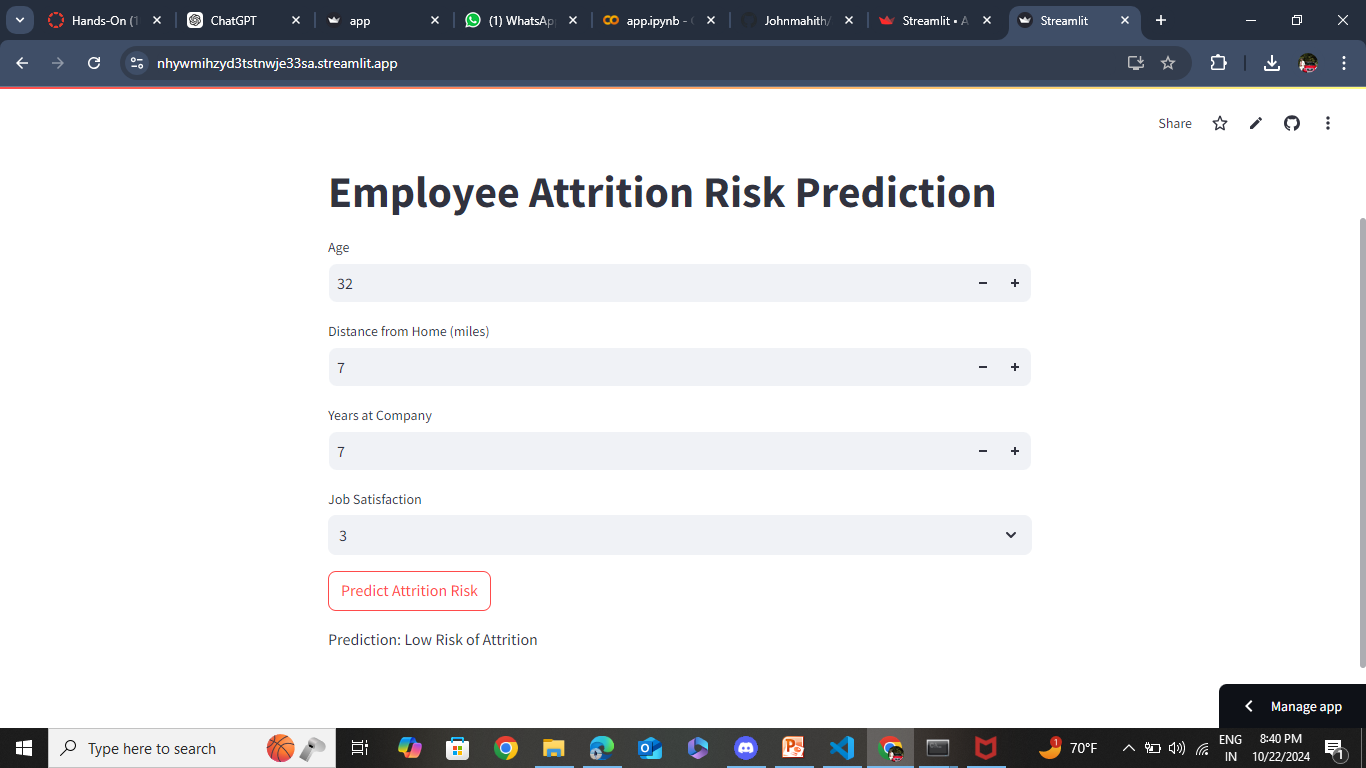 Hands-On (1
ChatGPT
app
(1) WhatsAp
app.ipynb - C
Johnmahith/
Streamlit • A
Streamlit
nhywmihzyd3tstnwje33sa.streamlit.app
Share
Employee Attrition Risk Prediction
Age
32
Distance from Home (miles)
7
Years at Company
7
Job Satisfaction
3
Predict Attrition Risk
Prediction: Low Risk of Attrition
Manage app
Type here to search
1
70°F
ENG
IN
8:40 PM
10/22/2024
1